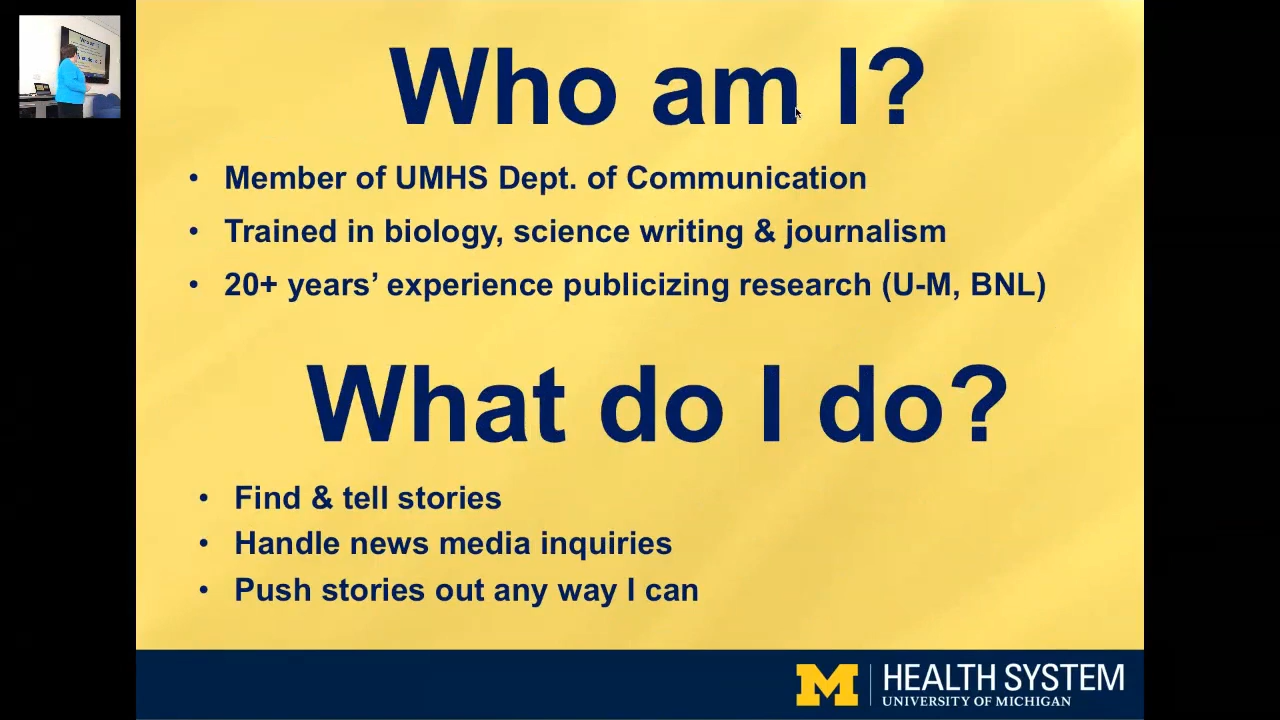 Who am I?
• Member of UMHS Dept. of Communication
• Trained in biology, science writing & journalism
• 20+ years’ experience publicizing research (U-M, BNL)
What do I do?
• Find & tell stories
• Handle news media inquiries
• Push stories out any way I can
M HEALTH SYSTEM
UNIVERSITY OF MICHIGAN